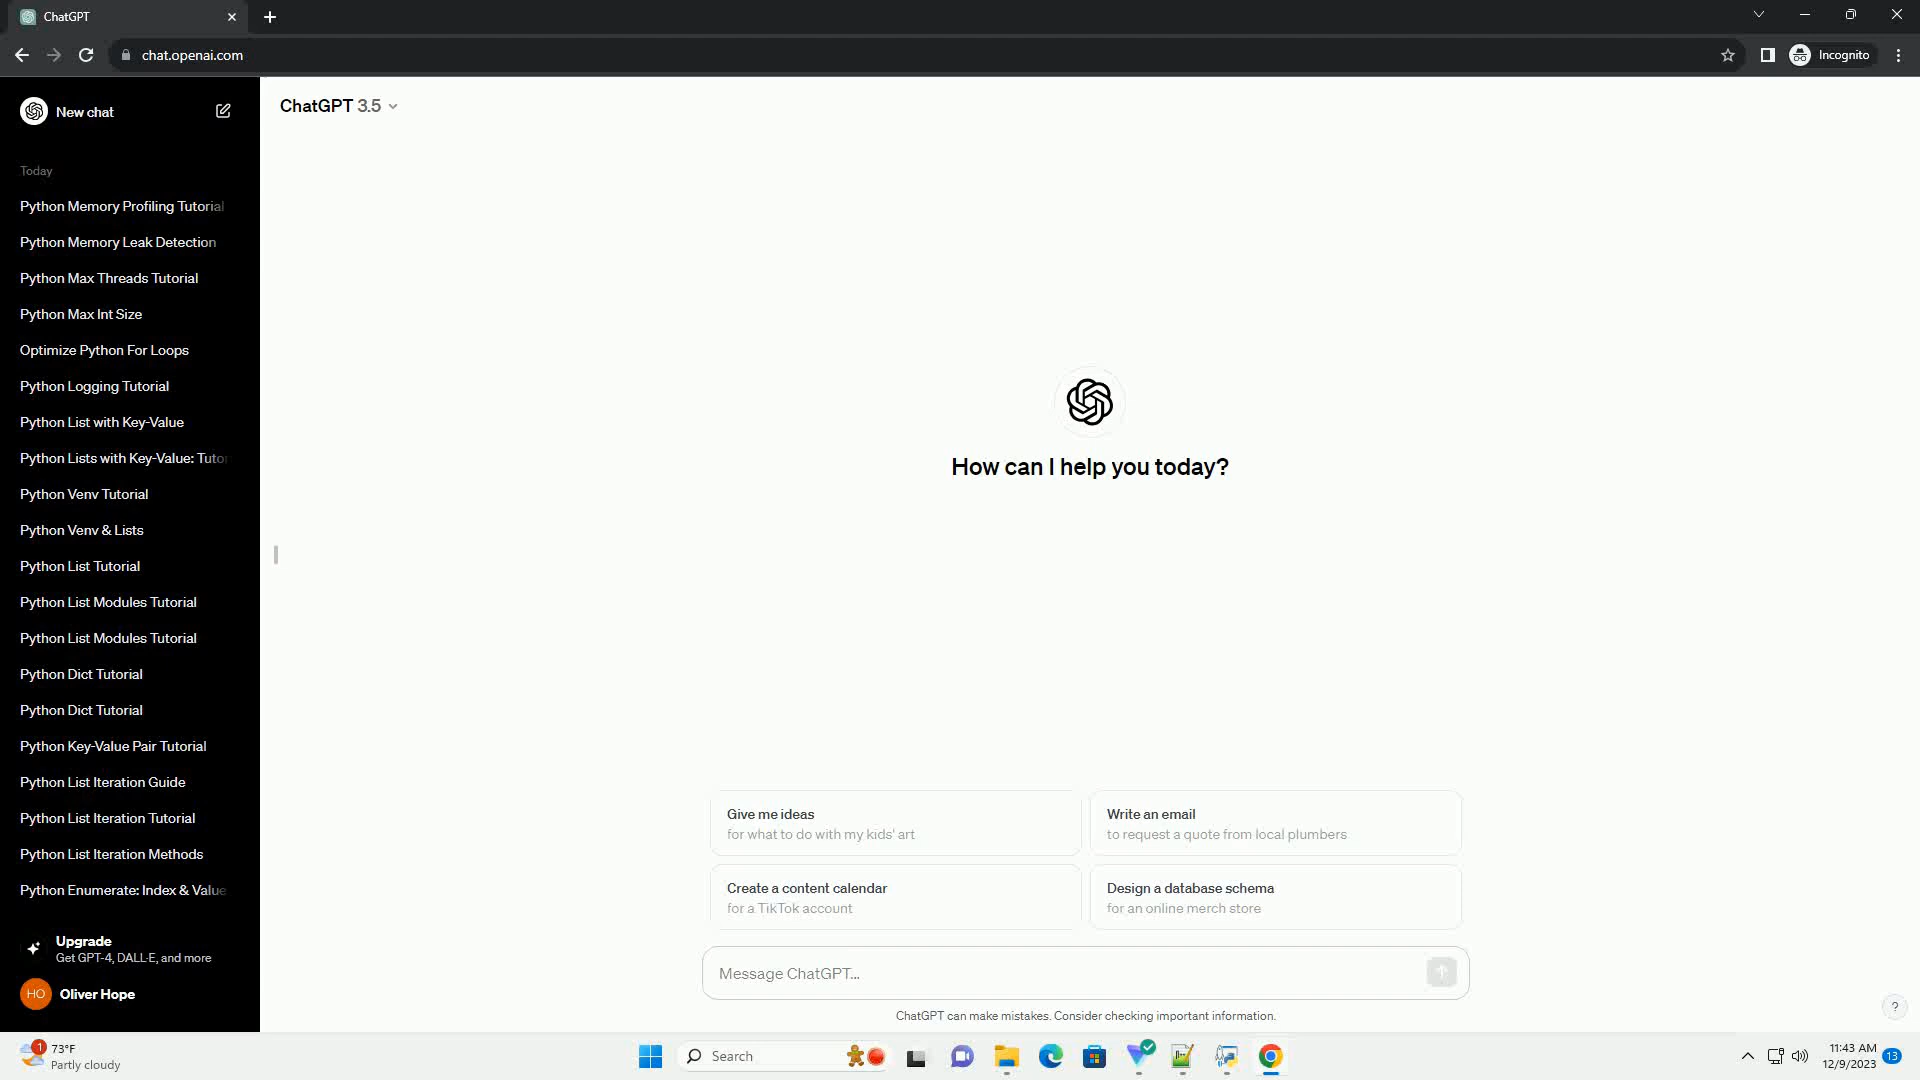 ChatGPT
chat.openai.com
Incognito
New chat
Today
Python Memory Profiling Tutorial
Python Memory Leak Detection
Python Max Threads Tutorial
Python Max Int Size
Optimize Python For Loops
Python Logging Tutorial
Python List with Key-Value
Python Lists with Key-Value: Tutor
Python Venv Tutorial
Python Venv & Lists
Python List Tutorial
Python List Modules Tutorial
Python List Modules Tutorial
Python Dict Tutorial
Python Dict Tutorial
Python Key-Value Pair Tutorial
Python List Iteration Guide
Python List Iteration Tutorial
Python List Iteration Methods
Python Enumerate: Index & Value
Upgrade
Get GPT-4, DALL·E, and more
HO Oliver Hope
ChatGPT 3.5
How can I help you today?
Give me ideas
for what to do with my kids' art
Write an email
to request a quote from local plumbers
Create a content calendar
for a TikTok account
Design a database schema
for an online merch store
Message ChatGPT...
ChatGPT can make mistakes. Consider checking important information.
?
1
73°F
Partly cloudy
Search
11:43 AM
12/9/2023
13